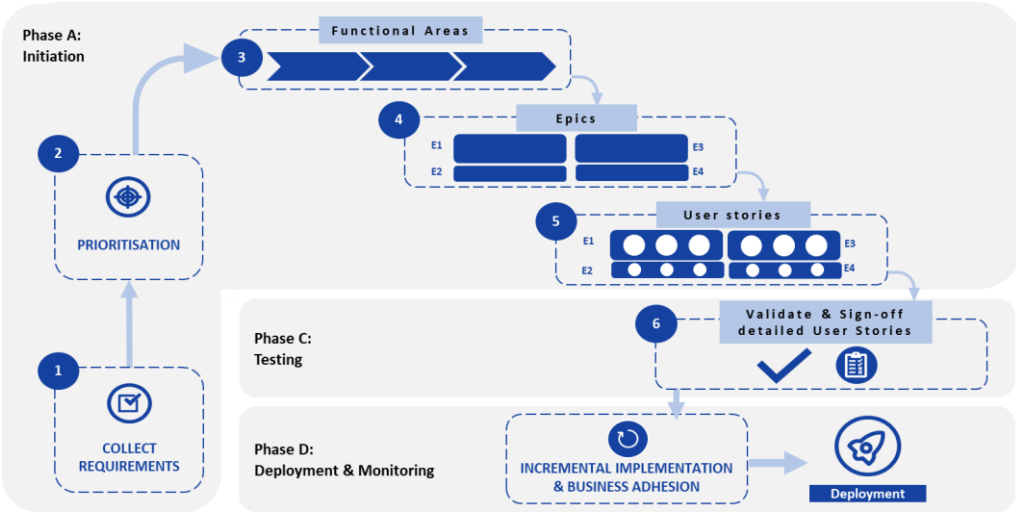 Phase A:
Initiation
3
Functional Areas
4
Epics
E1
E3
E2
E4
2
PRIORITISATION
5
User stories
E1
E3
E2
E4
1
COLLECT
REQUIREMENTS
Phase C:
Testing
6
Validate & Sign-off
detailed User Stories
Phase D:
Deployment & Monitoring
INCREMENTAL IMPLEMENTATION
& BUSINESS ADHESION
Deployment